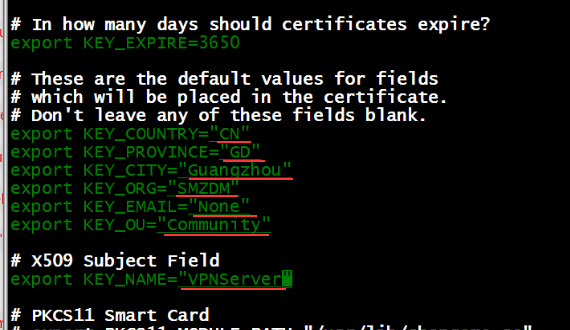 # In how many days should certificates expire?
export KEY_EXPIRE=3650
# These are the default values for fields
# which will be placed in the certificate.
# Don't leave any of these fields blank.
export KEY_COUNTRY="CN"
export KEY_PROVINCE="GD"
export KEY_CITY="Guangzhou"
export KEY_ORG="SMZDM"
export KEY_EMAIL="None"
export KEY_OU="Community"
# X509 Subject Field
export KEY_NAME="VPNServer"
# PKCS11 Smart Card